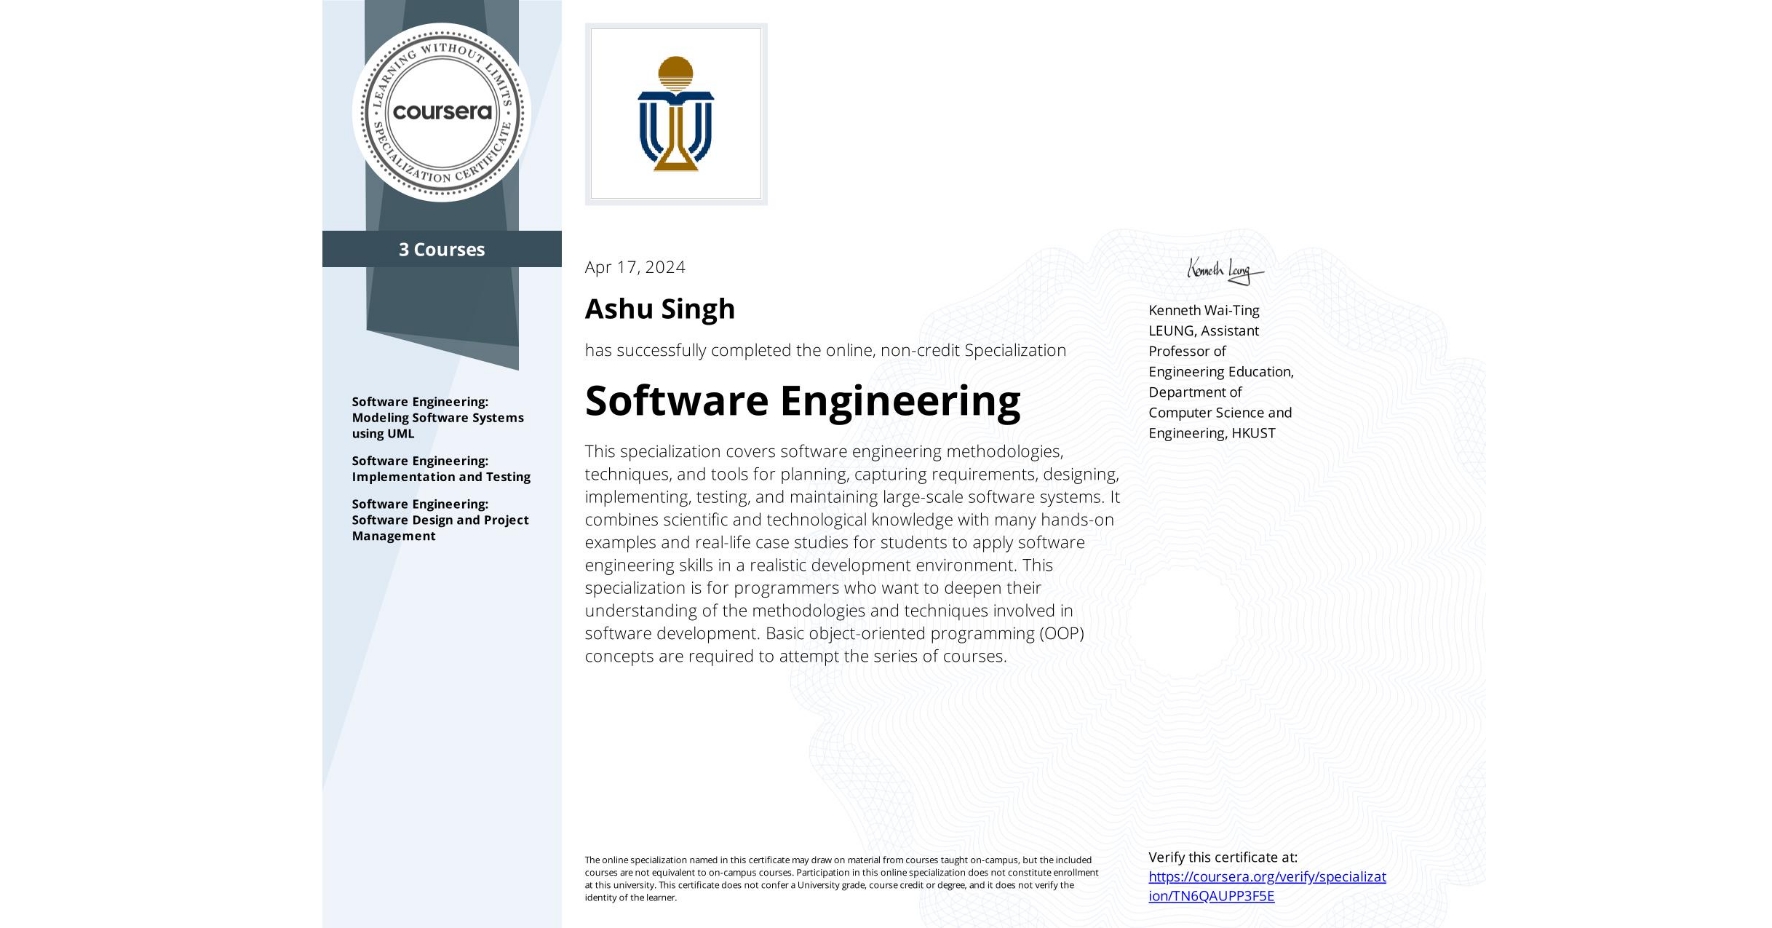 LEARNING WITHOUT LIMITS
coursera
SPECIALIZATION CERTIFICATE
3 Courses
Software Engineering:
Modeling Software Systems
using UML
Software Engineering:
Implementation and Testing
Software Engineering:
Software Design and Project
Management
Apr 17, 2024
Ashu Singh
has successfully completed the online, non-credit Specialization
Software Engineering
This specialization covers software engineering methodologies,
techniques, and tools for planning, capturing requirements, designing,
implementing, testing, and maintaining large-scale software systems. It
combines scientific and technological knowledge with many hands-on
examples and real-life case studies for students to apply software
engineering skills in a realistic development environment. This
specialization is for programmers who want to deepen their
understanding of the methodologies and techniques involved in
software development. Basic object-oriented programming (OOP)
concepts are required to attempt the series of courses.
Kenneth Leung
Kenneth Wai-Ting
LEUNG, Assistant
Professor of
Engineering Education,
Department of
Computer Science and
Engineering, HKUST
The online specialization named in this certificate may draw on material from courses taught on-campus, but the included
courses are not equivalent to on-campus courses. Participation in this online specialization does not constitute enrollment
at this university. This certificate does not confer a University grade, course credit or degree, and it does not verify the
identity of the learner.
Verify this certificate at:
https://coursera.org/verify/specializat
ion/TN6QAUPP3F5E